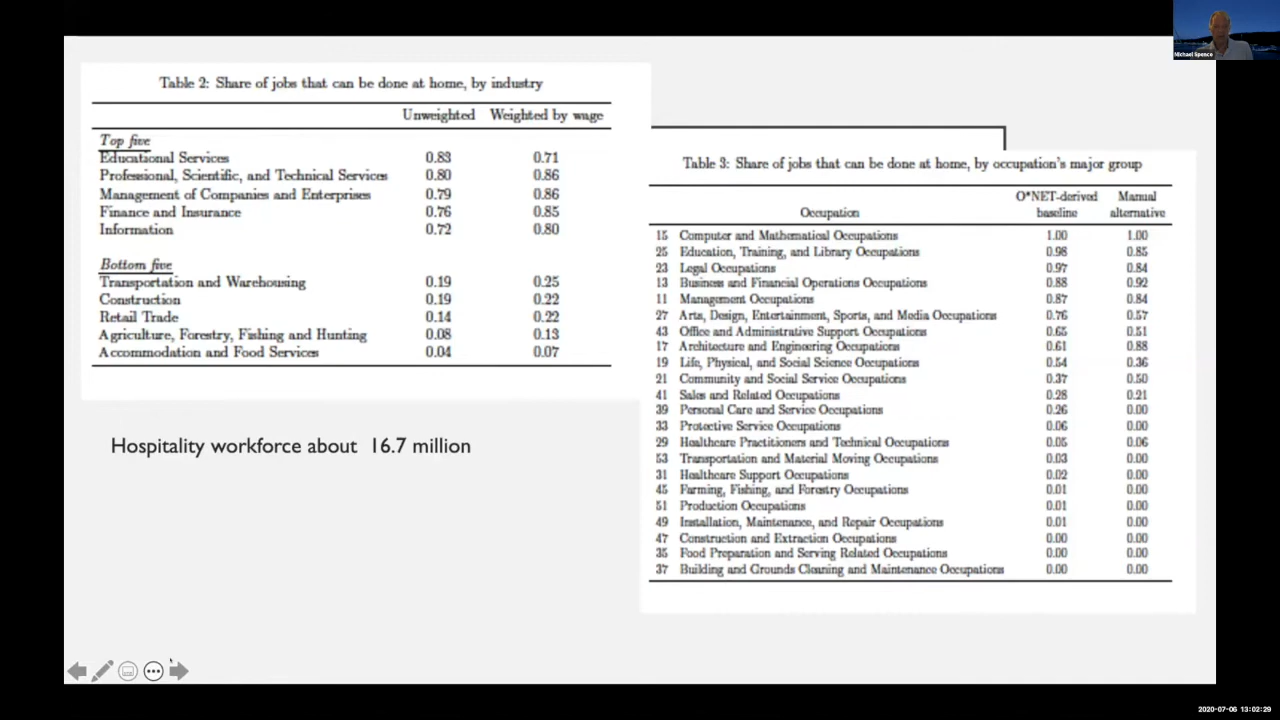 Michael Spence
Table 2: Share of jobs that can be done at home, by industry
Unweighted Weighted by wage
Top five
Educational Services 0.83 0.71
Professional, Scientific, and Technical Services 0.80 0.86
Management of Companies and Enterprises 0.79 0.86
Finance and Insurance 0.76 0.85
Information 0.72 0.80
Bottom five
Transportation and Warehousing 0.19 0.25
Construction 0.19 0.22
Retail Trade 0.14 0.22
Agriculture, Forestry, Fishing and Hunting 0.08 0.13
Accommodation and Food Services 0.04 0.07
Hospitality workforce about 16.7 million
Table 3: Share of jobs that can be done at home, by occupation's major group
O*NET-derived Manual
Occupation baseline alternative
15 Computer and Mathematical Occupations 1.00 1.00
25 Education, Training, and Library Occupations 0.98 0.85
23 Legal Occupations 0.97 0.84
13 Business and Financial Operations Occupations 0.88 0.92
11 Management Occupations 0.87 0.84
27 Arts, Design, Entertainment, Sports, and Media Occupations 0.76 0.57
43 Office and Administrative Support Occupations 0.65 0.51
17 Architecture and Engineering Occupations 0.61 0.88
19 Life, Physical, and Social Science Occupations 0.54 0.36
21 Community and Social Service Occupations 0.37 0.50
41 Sales and Related Occupations 0.28 0.21
39 Personal Care and Service Occupations 0.26 0.00
33 Protective Service Occupations 0.06 0.00
29 Healthcare Practitioners and Technical Occupations 0.05 0.06
53 Transportation and Material Moving Occupations 0.03 0.00
31 Healthcare Support Occupations 0.02 0.00
45 Farming, Fishing, and Forestry Occupations 0.01 0.00
51 Production Occupations 0.01 0.00
49 Installation, Maintenance, and Repair Occupations 0.01 0.00
47 Construction and Extraction Occupations 0.00 0.00
35 Food Preparation and Serving Related Occupations 0.00 0.00
37 Building and Grounds Cleaning and Maintenance Occupations 0.00 0.00
2020-07-06 13:02:29